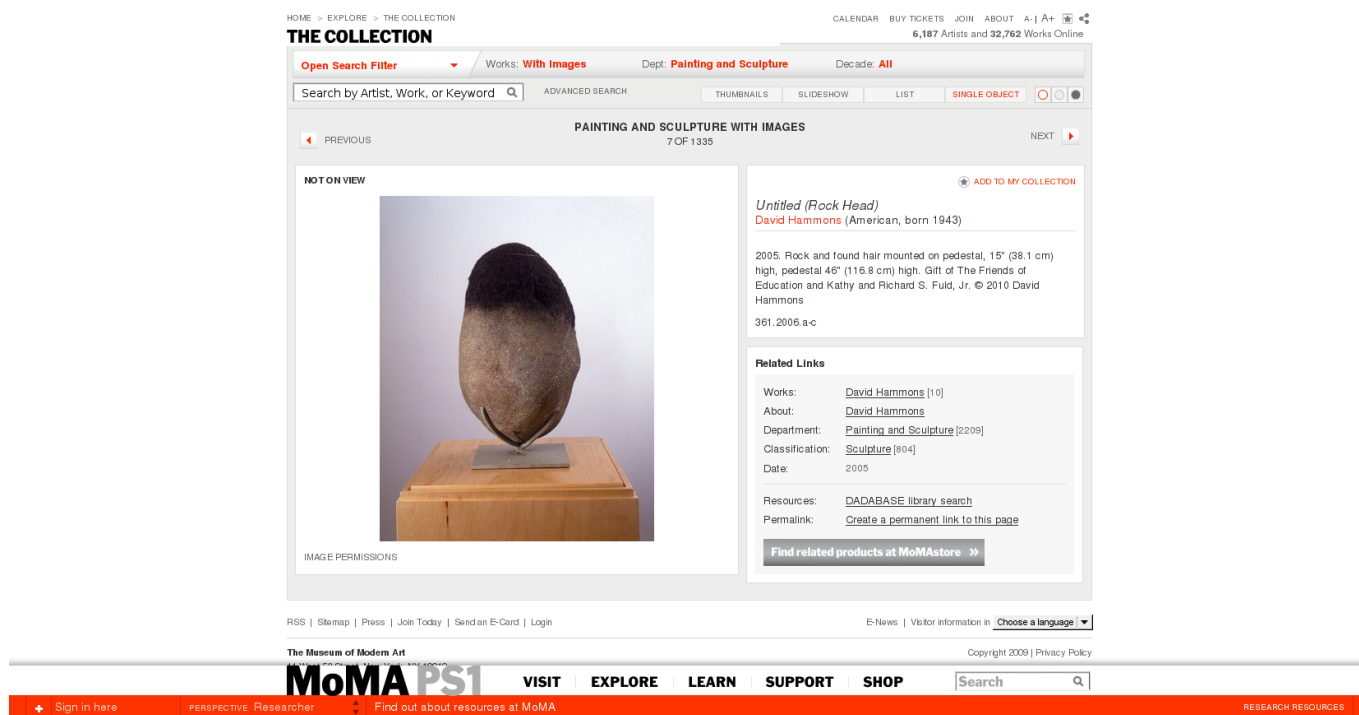 HOME > EXPLORE > THE COLLECTION
CALENDAR BUY TICKETS JOIN ABOUT A- | A+
THE COLLECTION
6,187 Artists and 32,762 Works Online
Open Search Filter Works: With Images Dept: Painting and Sculpture Decade: All
Search by Artist, Work, or Keyword ADVANCED SEARCH THUMBNAILS SLIDESHOW LIST SINGLE OBJECT
PAINTING AND SCULPTURE WITH IMAGES
PREVIOUS 7 OF 1335 NEXT
NOT ON VIEW
IMAGE PERMISSIONS
ADD TO MY COLLECTION
Untitled (Rock Head)
David Hammons (American, born 1943)
2005. Rock and found hair mounted on pedestal, 15" (38.1 cm)
high, pedestal 46" (116.8 cm) high. Gift of The Friends of
Education and Kathy and Richard S. Fuld, Jr. © 2010 David
Hammons
361.2006.a-c
Related Links
Works: David Hammons [10]
About: David Hammons
Department: Painting and Sculpture [2209]
Classification: Sculpture [804]
Date: 2005
Resources: DADABASE library search
Permalink: Create a permanent link to this page
Find related products at MoMAstore »
RSS | Sitemap | Press | Join Today | Send an E-Card | Login
E-News | Visitor information in Choose a language
The Museum of Modern Art
Copyright 2009 | Privacy Policy
MoMA PS1 VISIT EXPLORE LEARN SUPPORT SHOP Search
Sign in here PERSPECTIVE Researcher Find out about resources at MoMA RESEARCH RESOURCES